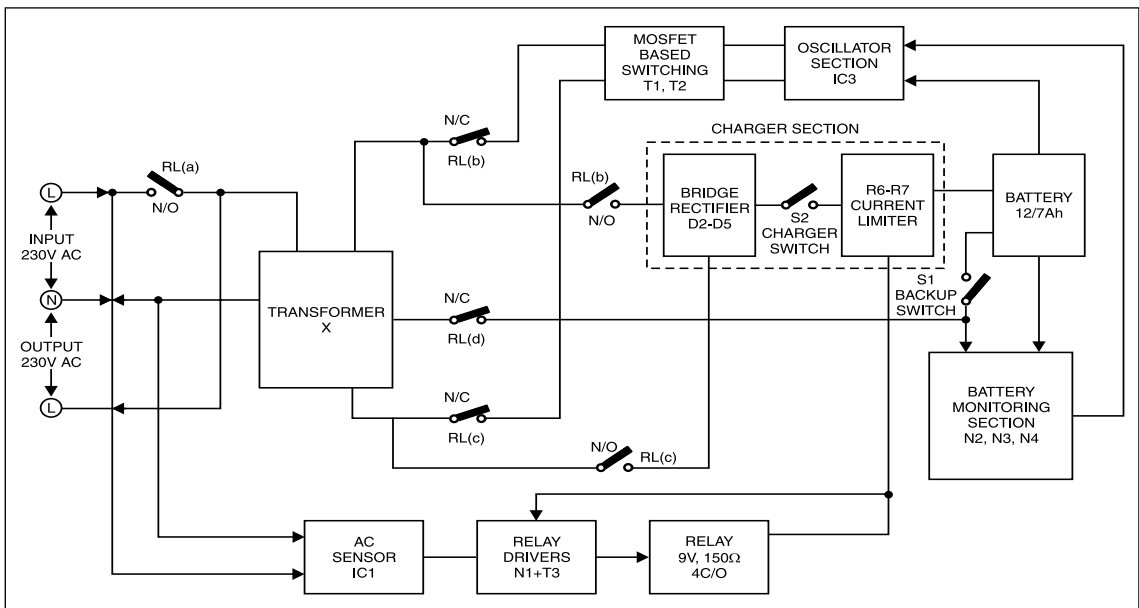 MOSFET
BASED
SWITCHING
T1, T2
OSCILLATOR
SECTION
IC3
N/C
RL(b)
CHARGER SECTION
RL(a)
N/O
RL(b)
N/O
BRIDGE
RECTIFIER
D2-D5
S2
CHARGER
SWITCH
R6-R7
CURRENT
LIMITER
BATTERY
12/7Ah
L
INPUT
230V AC
N
OUTPUT
230V AC
L
TRANSFORMER
X
N/C
RL(d)
S1
BACKUP
SWITCH
N/C
RL(c)
N/O
RL(c)
BATTERY
MONITORING
SECTION
N2, N3, N4
AC
SENSOR
IC1
RELAY
DRIVERS
N1+T3
RELAY
9V, 150Ω
4C/O